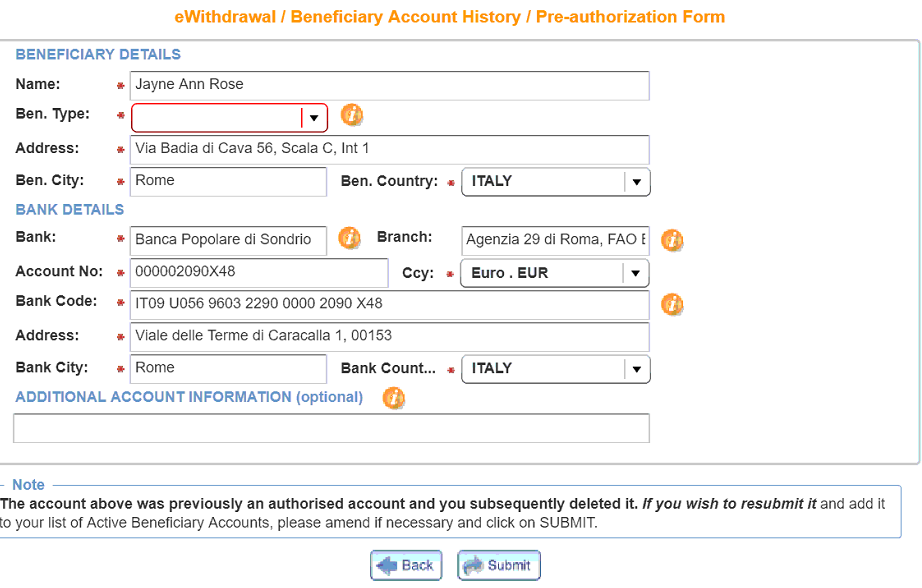 eWithdrawal / Beneficiary Account History / Pre-authorization Form
BENEFICIARY DETAILS
Name: * Jayne Ann Rose
Ben. Type: *
Address: * Via Badia di Cava 56, Scala C, Int 1
Ben. City: * Rome Ben. Country: * ITALY
BANK DETAILS
Bank: * Banca Popolare di Sondrio Branch: Agenzia 29 di Roma, FAO
Account No: * 000002090X48 Ccy: * Euro . EUR
Bank Code: * IT09 U056 9603 2290 0000 2090 X48
Address: * Viale delle Terme di Caracalla 1, 00153
Bank City: * Rome Bank Count... * ITALY
ADDITIONAL ACCOUNT INFORMATION (optional)
Note
The account above was previously an authorised account and you subsequently deleted it. If you wish to resubmit it and add it
to your list of Active Beneficiary Accounts, please amend if necessary and click on SUBMIT.
Back Submit